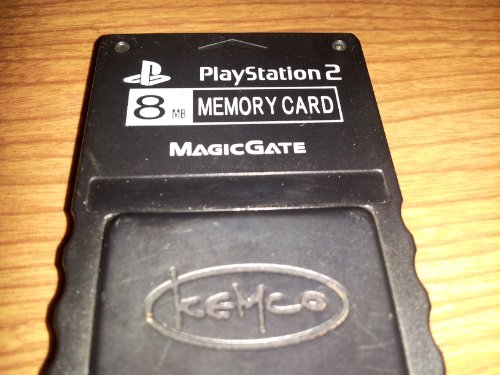 PlayStation 2
8 MB MEMORY CARD
MAGICGATE
KEMCO